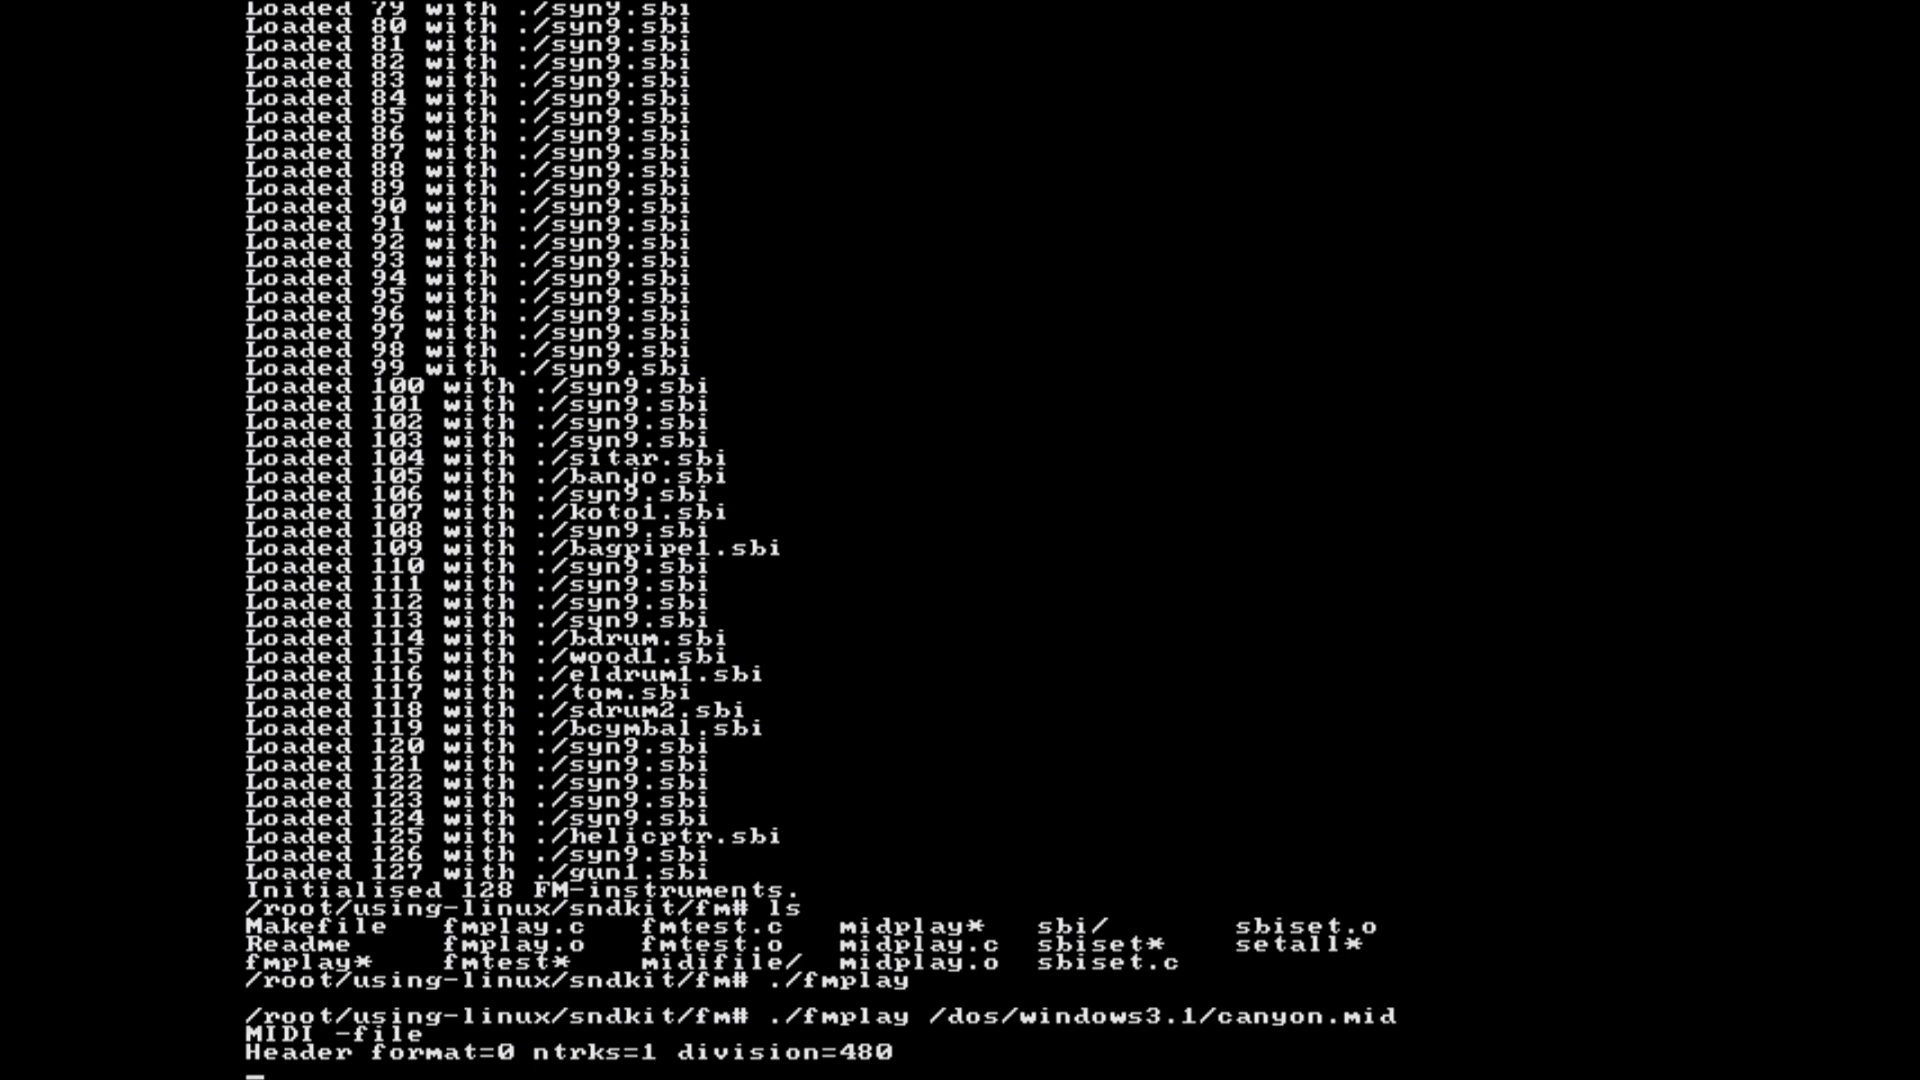 Loaded 79 with ./syn9.sbi
Loaded 80 with ./syn9.sbi
Loaded 81 with ./syn9.sbi
Loaded 82 with ./syn9.sbi
Loaded 83 with ./syn9.sbi
Loaded 84 with ./syn9.sbi
Loaded 85 with ./syn9.sbi
Loaded 86 with ./syn9.sbi
Loaded 87 with ./syn9.sbi
Loaded 88 with ./syn9.sbi
Loaded 89 with ./syn9.sbi
Loaded 90 with ./syn9.sbi
Loaded 91 with ./syn9.sbi
Loaded 92 with ./syn9.sbi
Loaded 93 with ./syn9.sbi
Loaded 94 with ./syn9.sbi
Loaded 95 with ./syn9.sbi
Loaded 96 with ./syn9.sbi
Loaded 97 with ./syn9.sbi
Loaded 98 with ./syn9.sbi
Loaded 99 with ./syn9.sbi
Loaded 100 with ./syn9.sbi
Loaded 101 with ./syn9.sbi
Loaded 102 with ./syn9.sbi
Loaded 103 with ./syn9.sbi
Loaded 104 with ./sitar.sbi
Loaded 105 with ./banjo.sbi
Loaded 106 with ./syn9.sbi
Loaded 107 with ./koto1.sbi
Loaded 108 with ./syn9.sbi
Loaded 109 with ./bagpipe1.sbi
Loaded 110 with ./syn9.sbi
Loaded 111 with ./syn9.sbi
Loaded 112 with ./syn9.sbi
Loaded 113 with ./syn9.sbi
Loaded 114 with ./bdrum.sbi
Loaded 115 with ./wood1.sbi
Loaded 116 with ./eldrum1.sbi
Loaded 117 with ./tom.sbi
Loaded 118 with ./sdrum2.sbi
Loaded 119 with ./bcymbal.sbi
Loaded 120 with ./syn9.sbi
Loaded 121 with ./syn9.sbi
Loaded 122 with ./syn9.sbi
Loaded 123 with ./syn9.sbi
Loaded 124 with ./syn9.sbi
Loaded 125 with ./helicptr.sbi
Loaded 126 with ./syn9.sbi
Loaded 127 with ./gun1.sbi
Initialised 128 FM-instruments.
/root/using-linux/sndkit/fm# ls
Makefile fmplay.c fmtest.c midplay* sbi/ sbiset.o
Readme fmplay.o fmtest.o midplay.c sbiset* setall*
fmplay* fmtest* midifile/ midplay.o sbiset.c
/root/using-linux/sndkit/fm# ./fmplay
/root/using-linux/sndkit/fm# ./fmplay /dos/windows3.1/canyon.mid
MIDI -file
Header format=0 ntrks=1 division=480